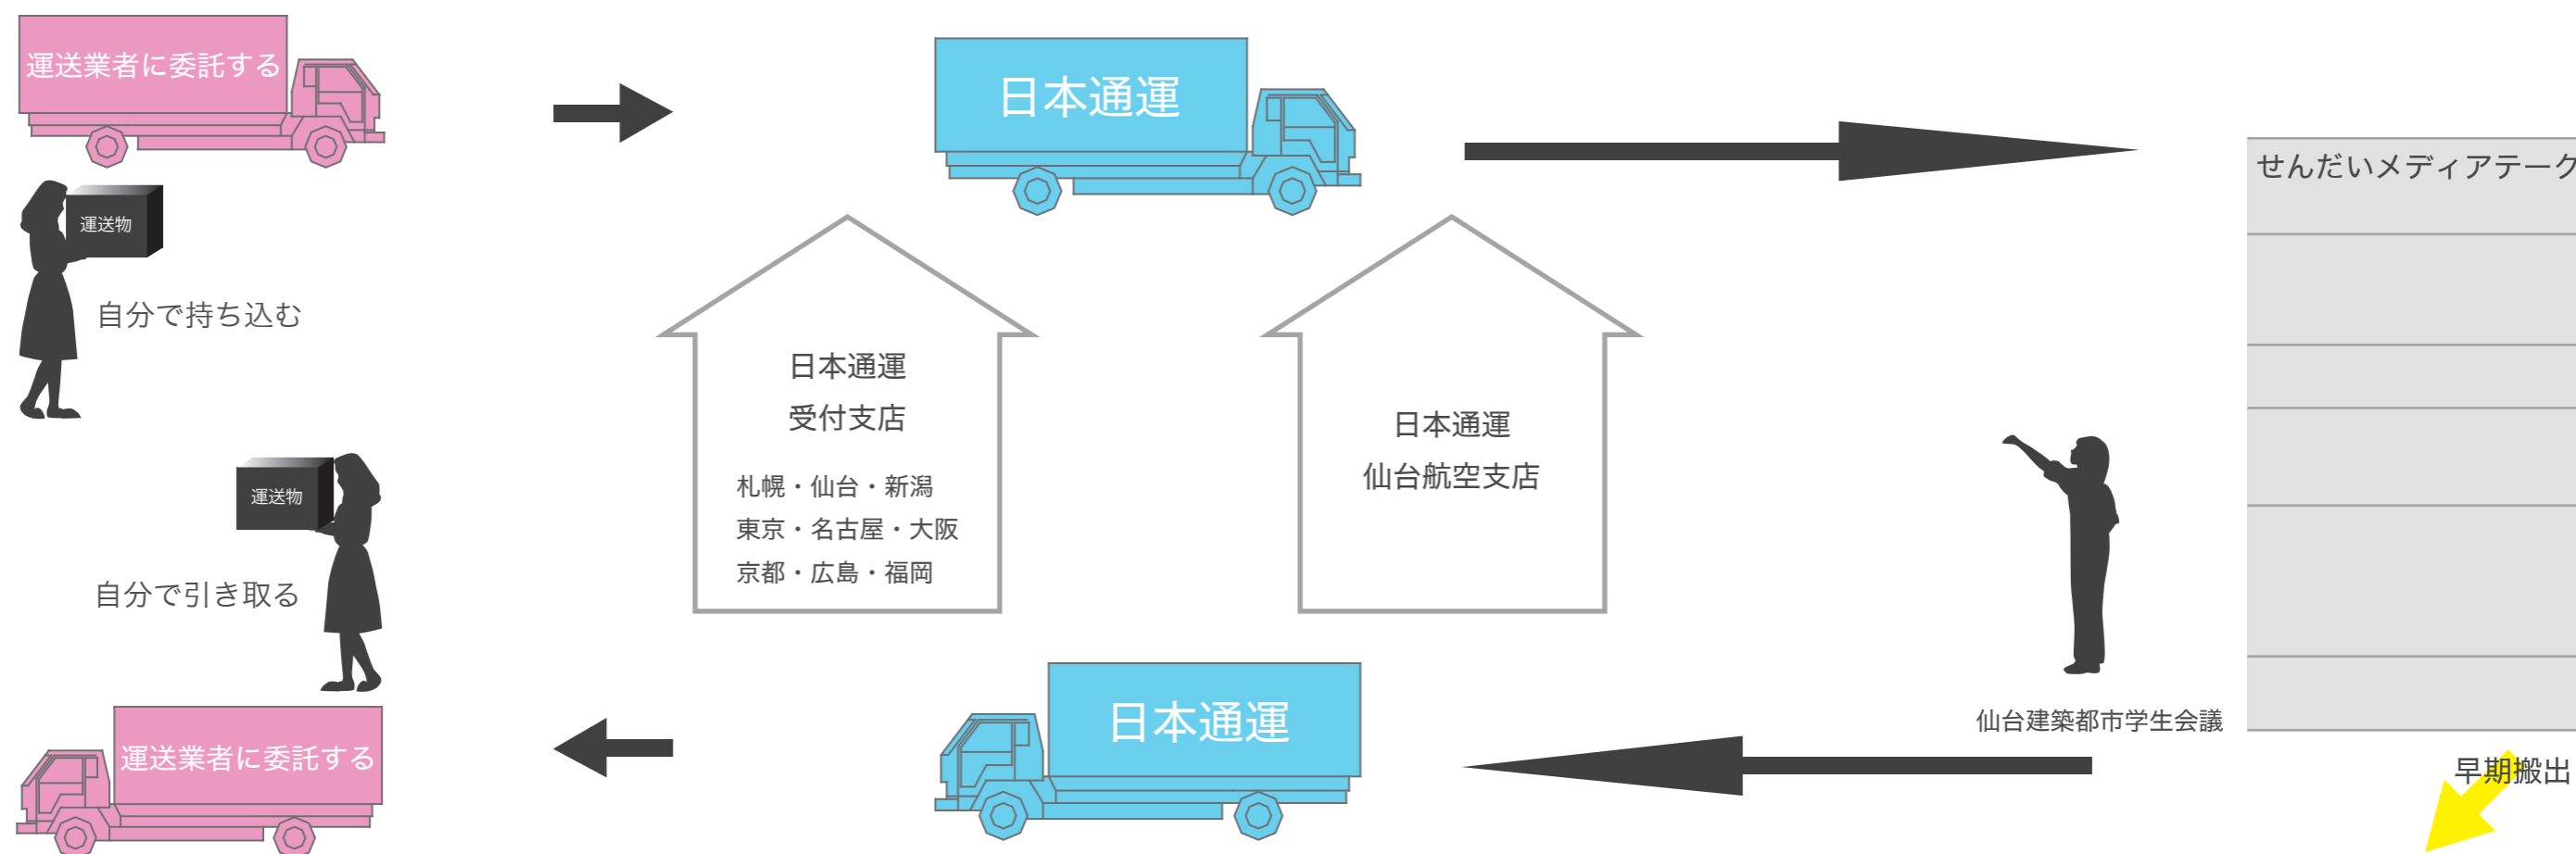 運送業者に委託する
日本通運
せんだいメディアテーク
運送物
自分で持ち込む
日本通運
受付支店
札幌・仙台・新潟
東京・名古屋・大阪
京都・広島・福岡
日本通運
仙台航空支店
運送物
自分で引き取る
運送業者に委託する
日本通運
仙台建築都市学生会議
早期搬出